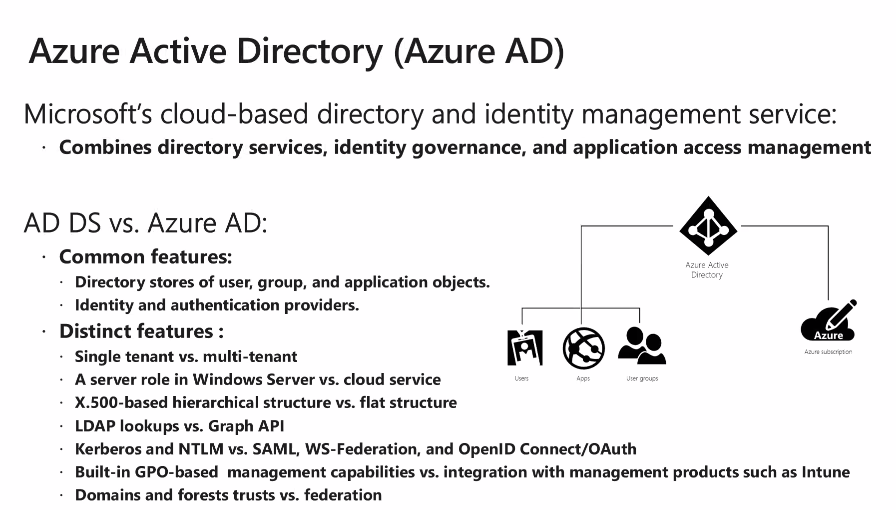 Azure Active Directory (Azure AD)
Microsoft's cloud-based directory and identity management service:
· Combines directory services, identity governance, and application access management
AD DS vs. Azure AD:
· Common features:
· Directory stores of user, group, and application objects.
· Identity and authentication providers.
· Distinct features :
· Single tenant vs. multi-tenant
· A server role in Windows Server vs. cloud service
· X.500-based hierarchical structure vs. flat structure
· LDAP lookups vs. Graph API
· Kerberos and NTLM vs. SAML, WS-Federation, and OpenID Connect/OAuth
· Built-in GPO-based  management capabilities vs. integration with management products such as Intune
· Domains and forests trusts vs. federation
Azure Active
Directory
Users
Apps
User groups
Azure
Azure subscription